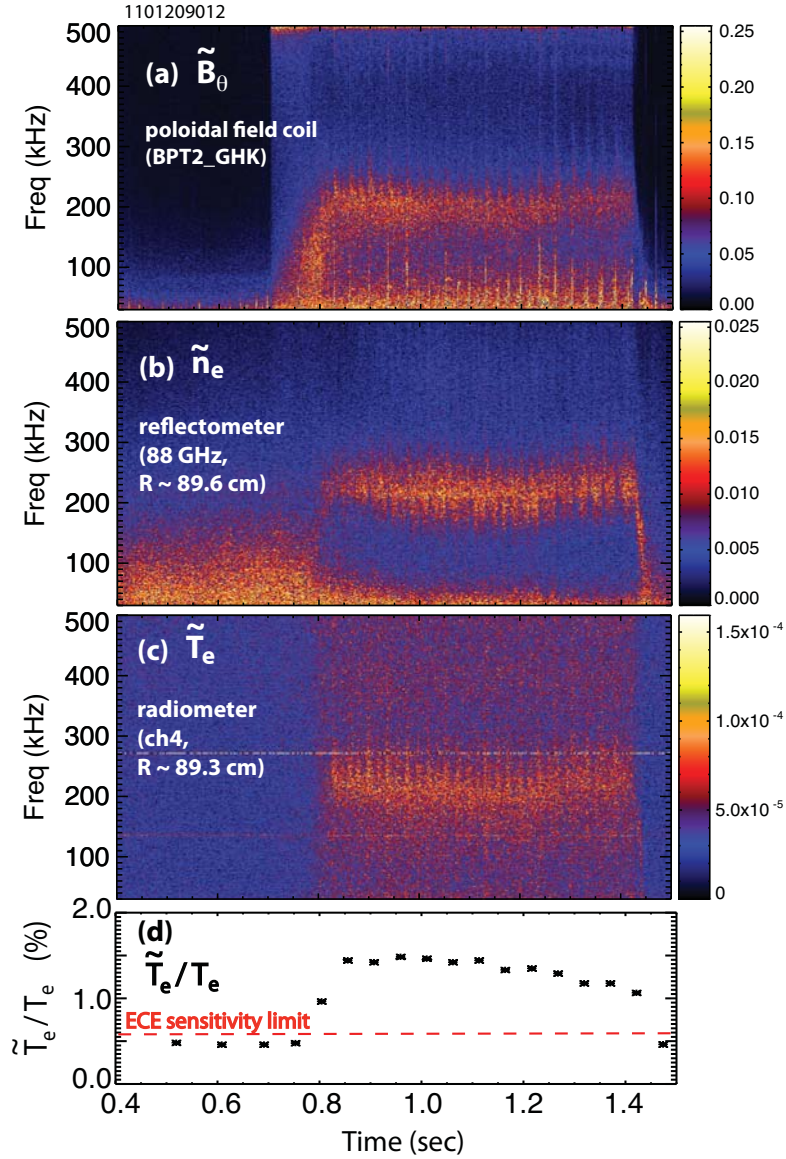 1101209012
500
400
300
200
100
Freq (kHz)
(a) B̃θ
poloidal field coil
(BPT2_GHK)
0.25
0.20
0.15
0.10
0.05
0.00
500
400
300
200
100
Freq (kHz)
(b) ñe
reflectometer
(88 GHz,
R ~ 89.6 cm)
0.025
0.020
0.015
0.010
0.005
0.000
500
400
300
200
100
Freq (kHz)
(c) T̃e
radiometer
(ch4,
R ~ 89.3 cm)
1.5x10⁻⁴
1.0x10⁻⁴
5.0x10⁻⁵
0
2.0
1.0
0.0
T̃e/Te (%)
(d)
T̃e/Te
ECE sensitivity limit
0.4 0.6 0.8 1.0 1.2 1.4
Time (sec)